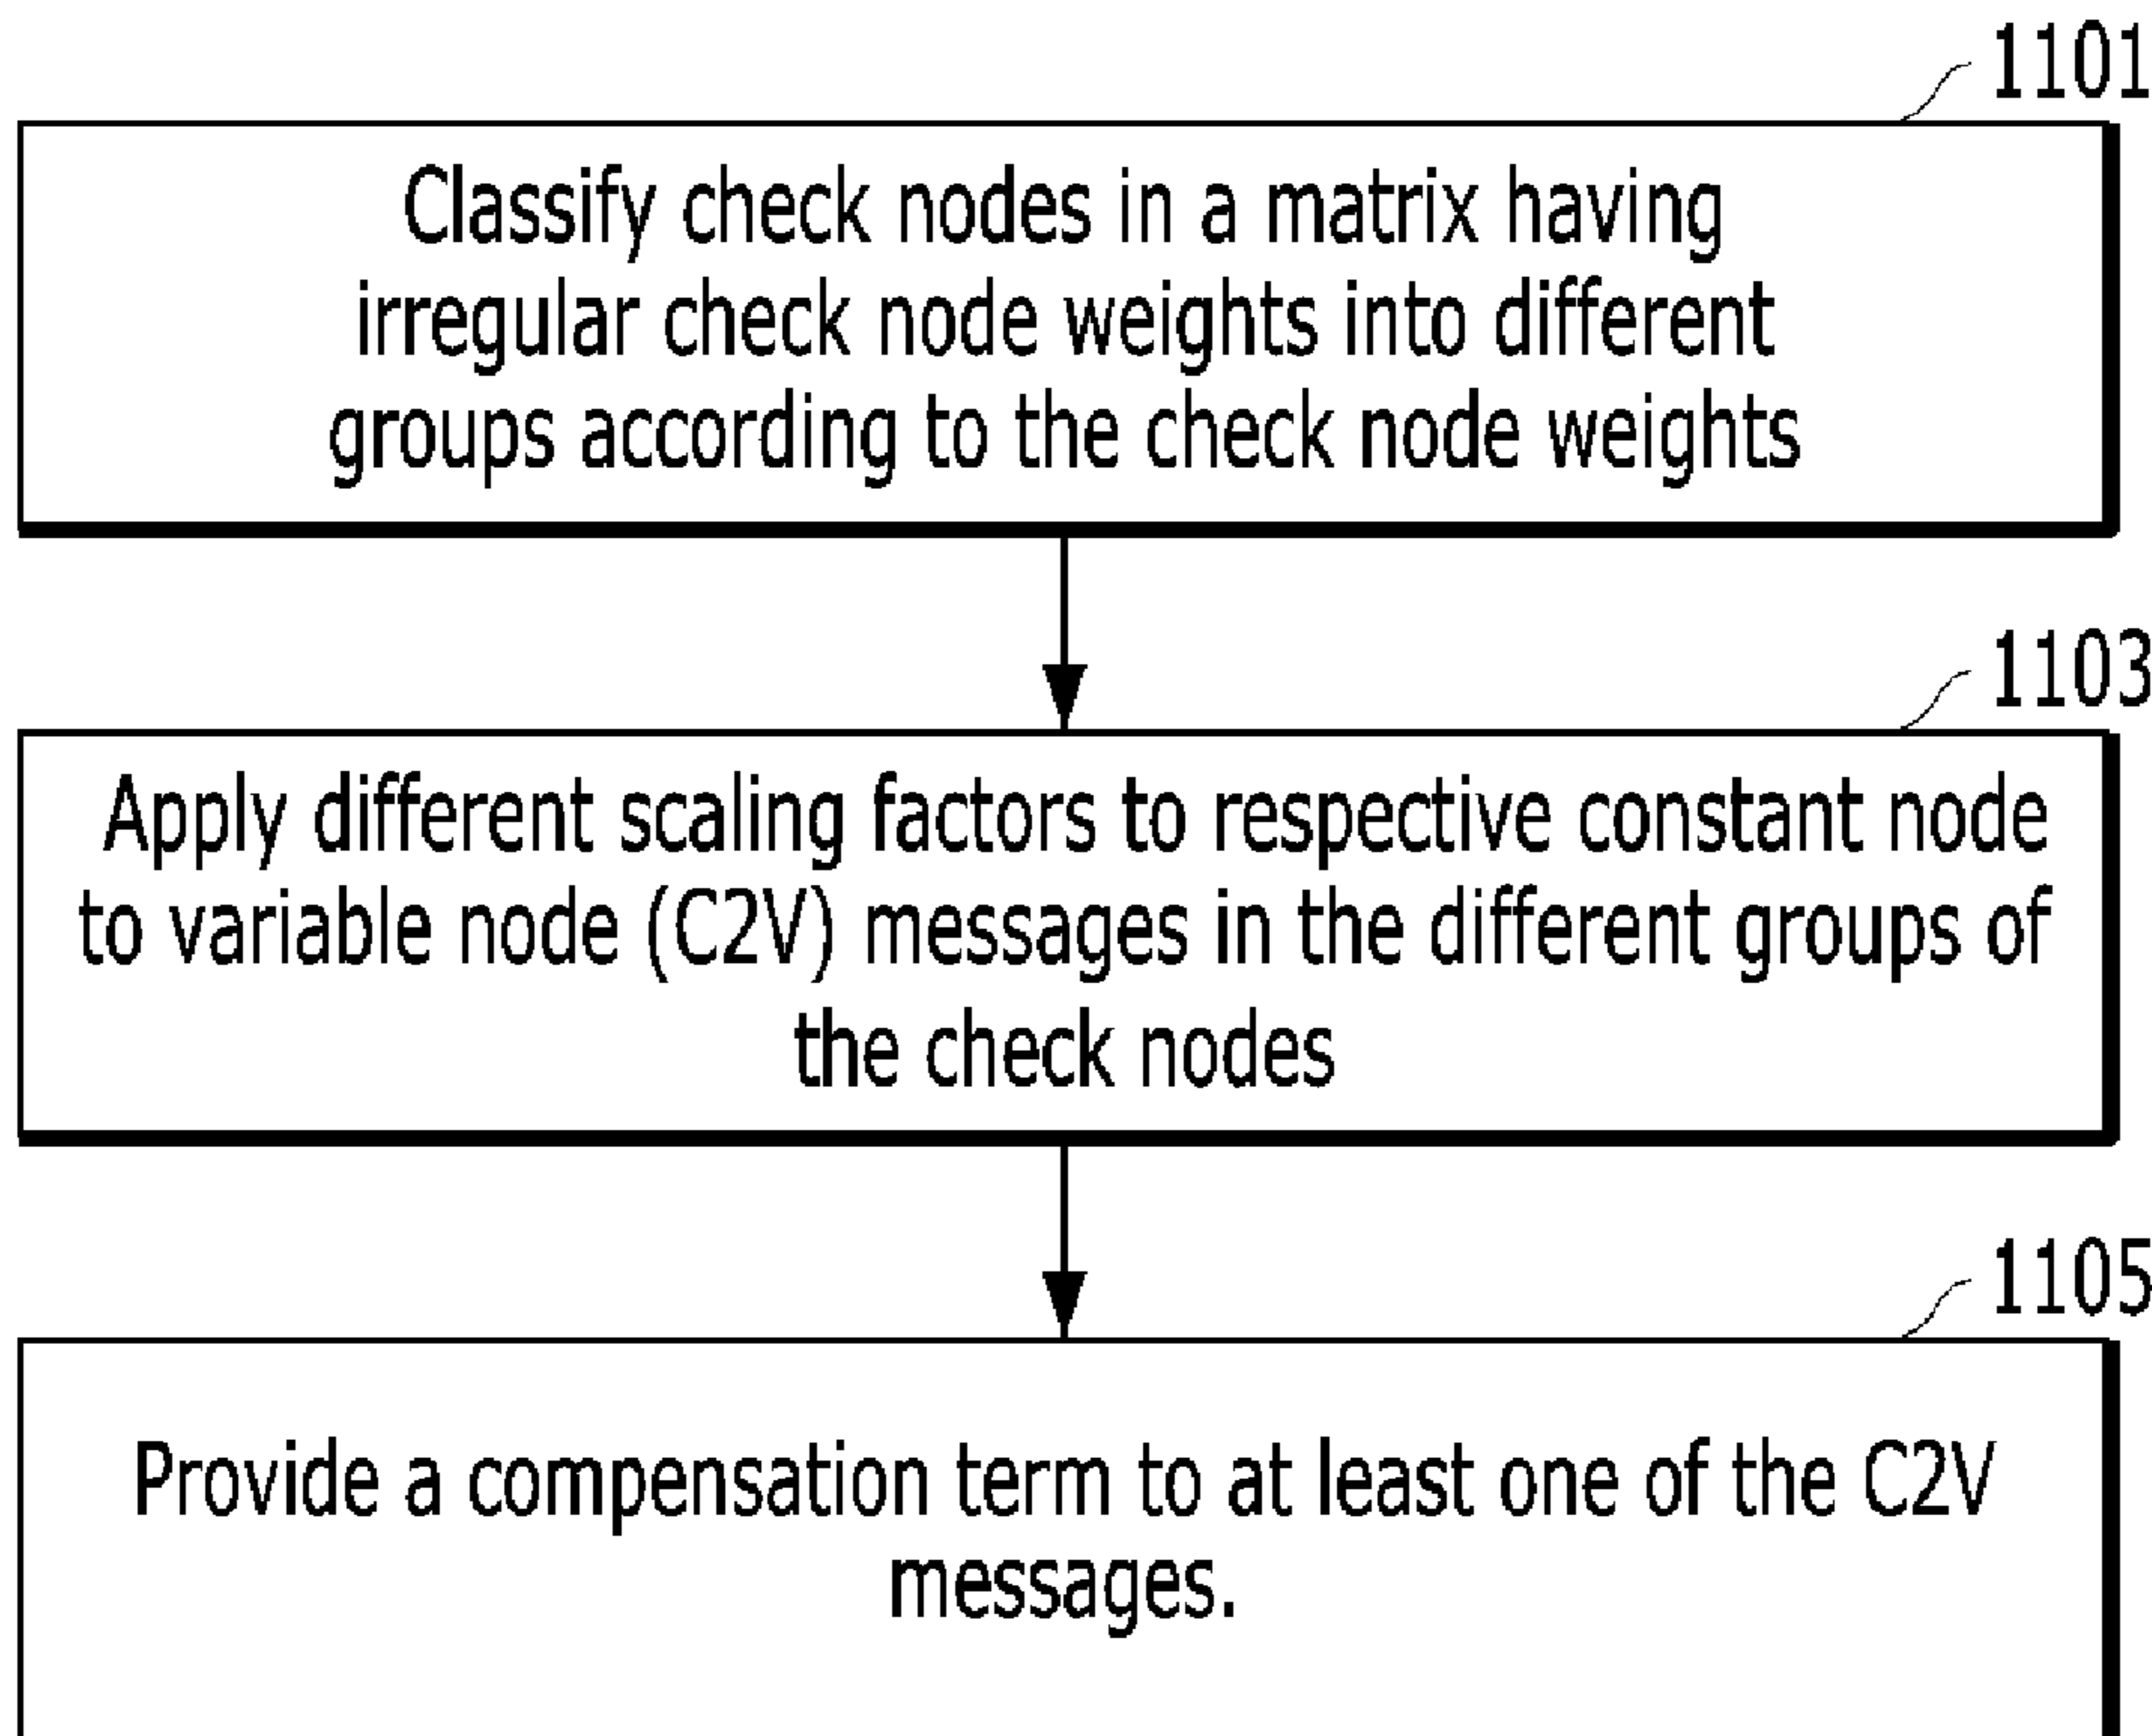 1101
Classify check nodes in a matrix having
irregular check node weights into different
groups according to the check node weights
1103
Apply different scaling factors to respective constant node
to variable node (C2V) messages in the different groups of
the check nodes
1105
Provide a compensation term to at least one of the C2V
messages.